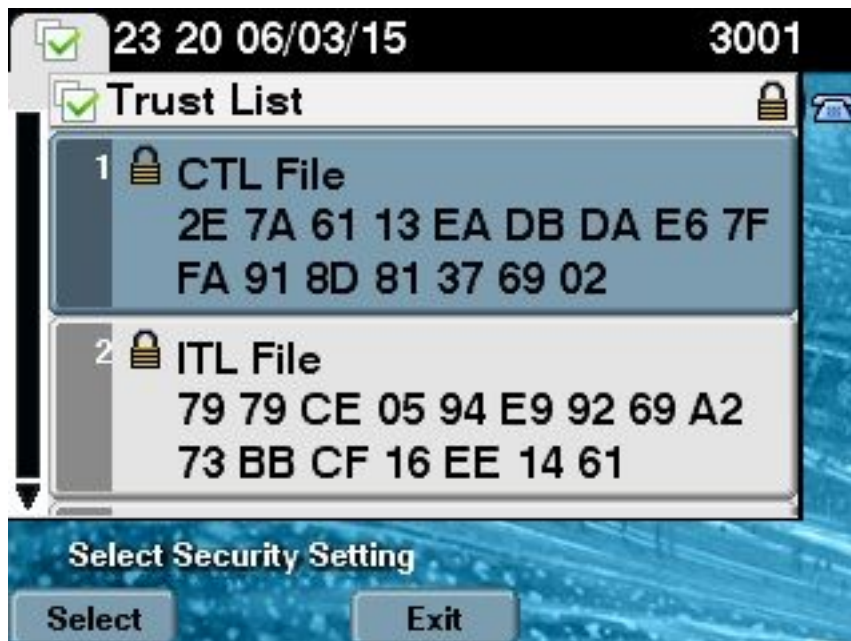 23 20 06/03/15 3001
Trust List
1 CTL File
2E 7A 61 13 EA DB DA E6 7F
FA 91 8D 81 37 69 02
2 ITL File
79 79 CE 05 94 E9 92 69 A2
73 BB CF 16 EE 14 61
Select Security Setting
Select Exit